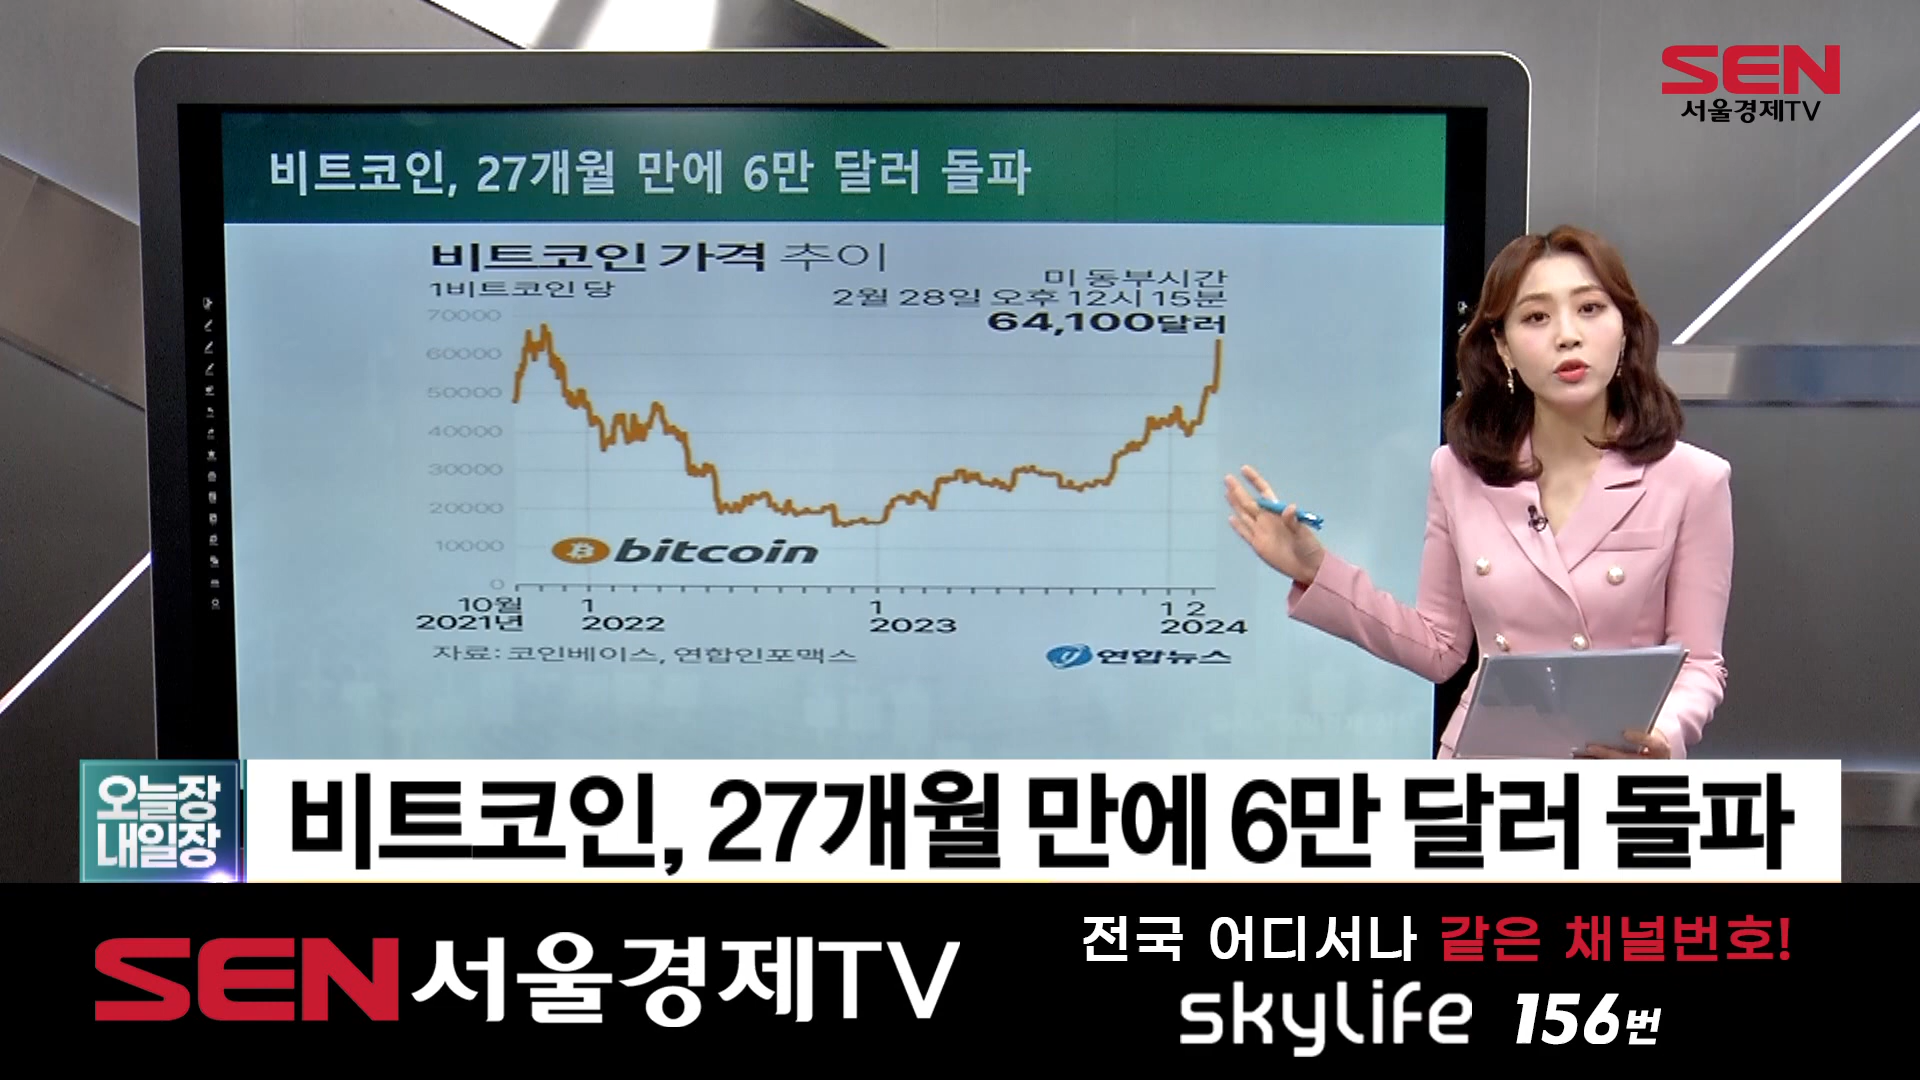 SEN
서울경제TV
비트코인, 27개월 만에 6만 달러 돌파
비트코인 가격 추이
1비트코인 당
미 동부시간
2월 28일 오후 12시 15분
64,100달러
70000
60000
50000
40000
30000
20000
10000
0
bitcoin
10월 1 1 1 2
2021년 2022 2023 2024
자료: 코인베이스, 연합인포맥스
연합뉴스
오늘장
내일장
비트코인, 27개월 만에 6만 달러 돌파
SEN 서울경제TV
전국 어디서나 같은 채널번호!
skylife 156번